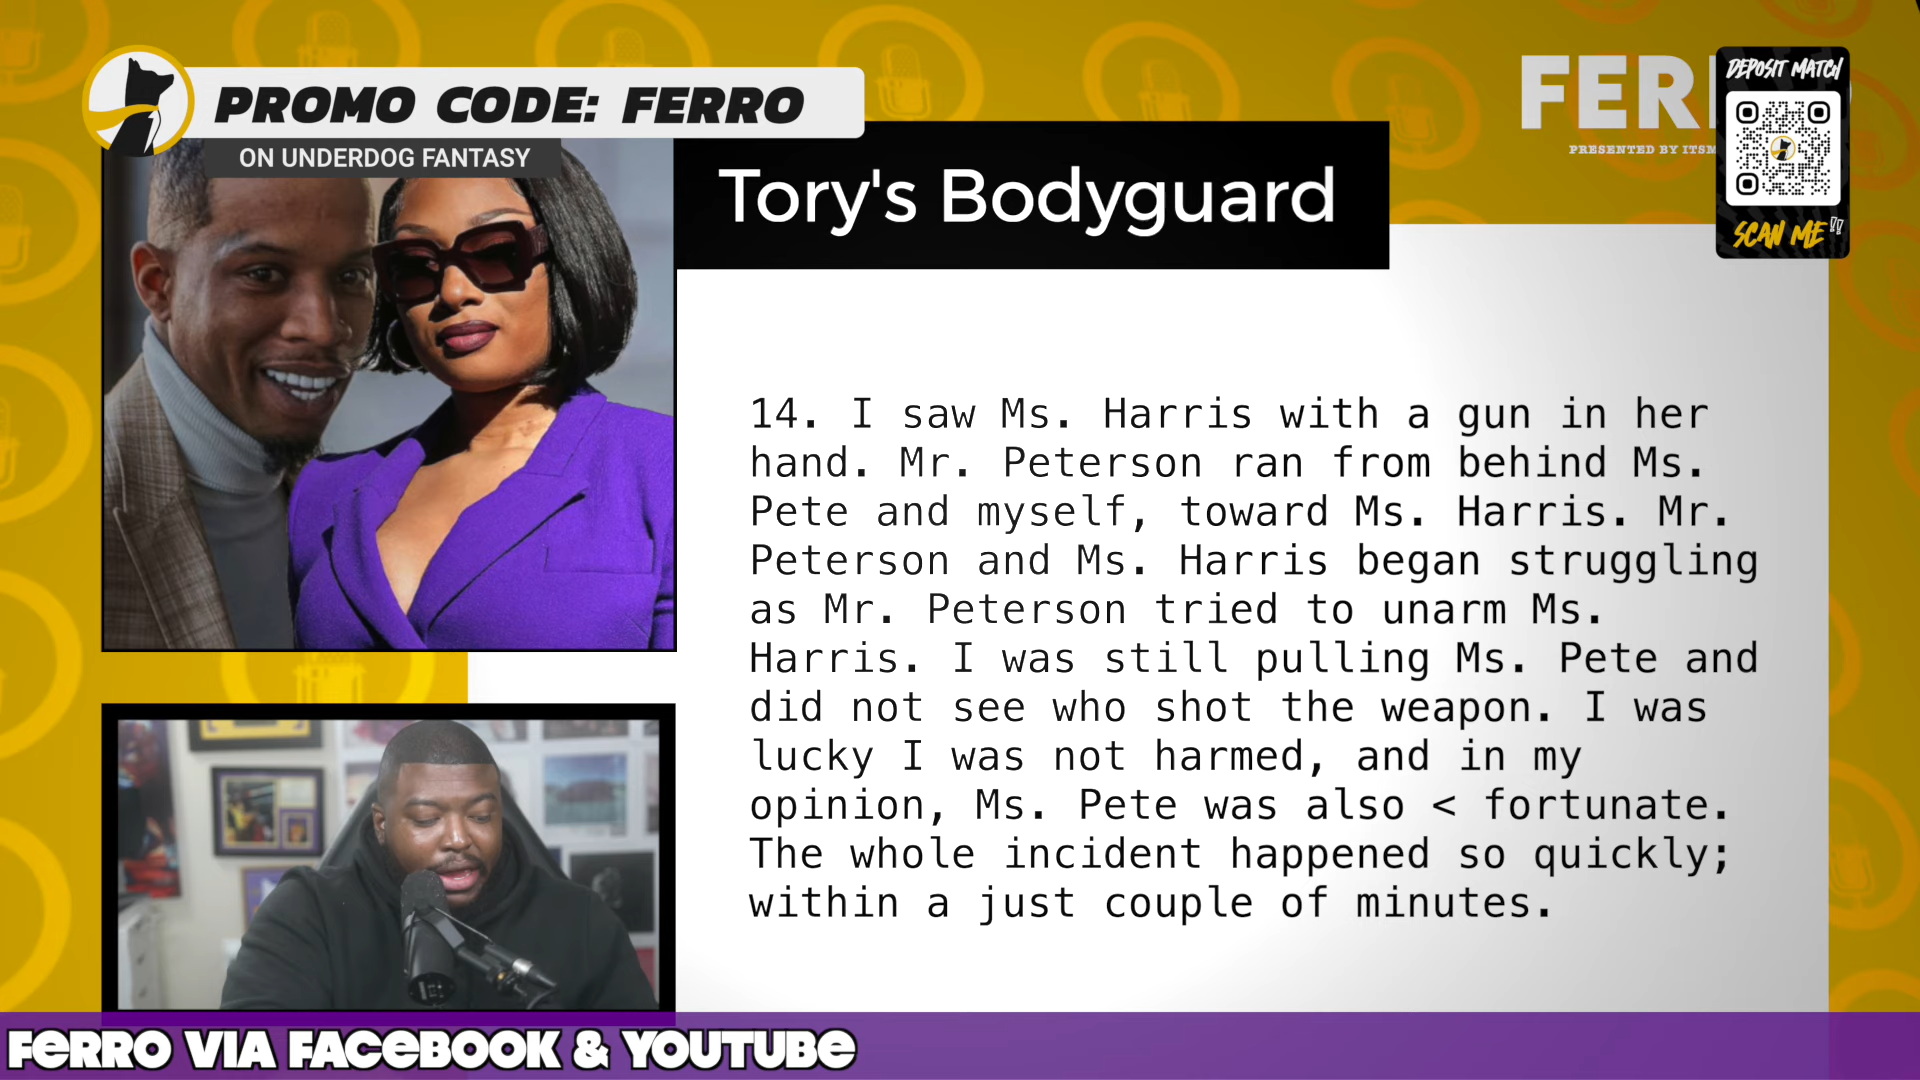 PROMO CODE: FERRO
ON UNDERDOG FANTASY
FER
PRESENTED BY ITSM
DEPOSIT MATCH
SCAN ME!!
Tory's Bodyguard
14. I saw Ms. Harris with a gun in her
hand. Mr. Peterson ran from behind Ms.
Pete and myself, toward Ms. Harris. Mr.
Peterson and Ms. Harris began struggling
as Mr. Peterson tried to unarm Ms.
Harris. I was still pulling Ms. Pete and
did not see who shot the weapon. I was
lucky I was not harmed, and in my
opinion, Ms. Pete was also < fortunate.
The whole incident happened so quickly;
within a just couple of minutes.
FERRO VIA FACEBOOK & YOUTUBE